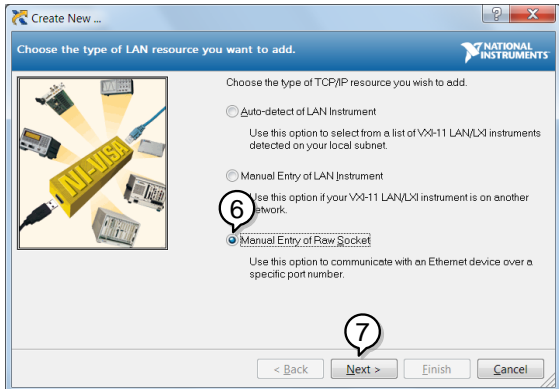 Create New ...
Choose the type of LAN resource you want to add.
NATIONAL
INSTRUMENTS
NI-VISA
Choose the type of TCP/IP resource you wish to add.
Auto-detect of LAN Instrument
Use this option to select from a list of VXI-11 LAN/LXI instruments
detected on your local subnet.
Manual Entry of LAN Instrument
Use this option if your VXI-11 LAN/LXI instrument is on another
network.
6
Manual Entry of Raw Socket
Use this option to communicate with an Ethernet device over a
specific port number.
7
< Back
Next >
Finish
Cancel